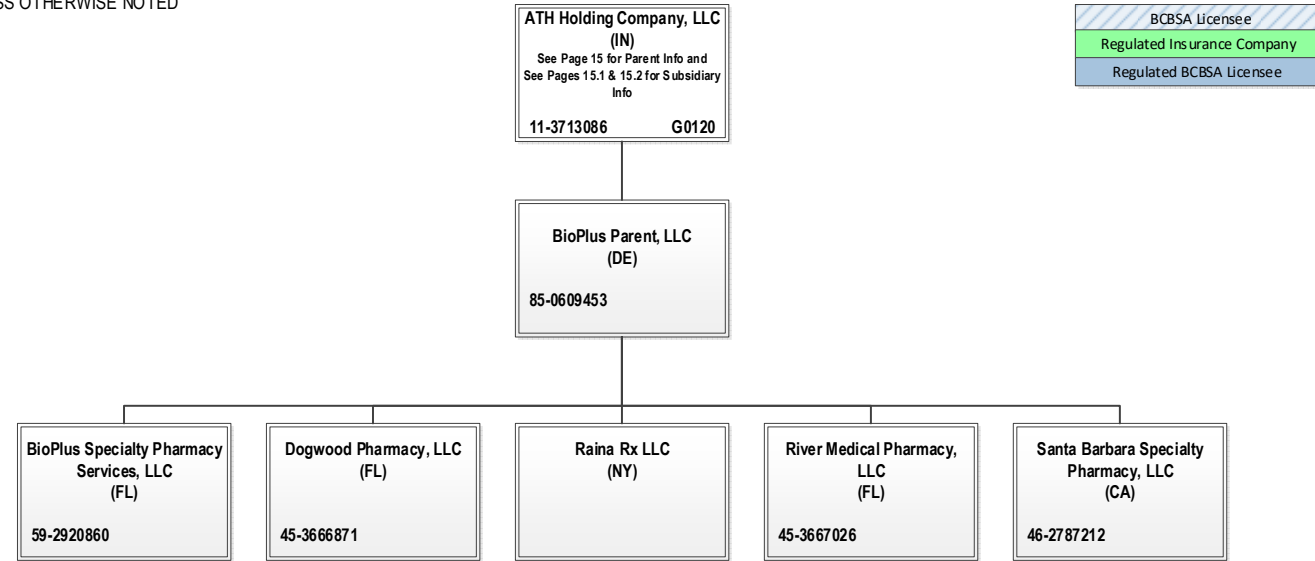 OTHERWISE NOTED
ATH Holding Company, LLC
(IN)
See Page 15 for Parent Info and
See Pages 15.1 & 15.2 for Subsidiary
Info
11-3713086 G0120
BCBSA Licensee
Regulated Insurance Company
Regulated BCBSA Licensee
BioPlus Parent, LLC
(DE)
85-0609453
BioPlus Specialty Pharmacy
Services, LLC
(FL)
59-2920860
Dogwood Pharmacy, LLC
(FL)
45-3666871
Raina Rx LLC
(NY)
River Medical Pharmacy,
LLC
(FL)
45-3667026
Santa Barbara Specialty
Pharmacy, LLC
(CA)
46-2787212